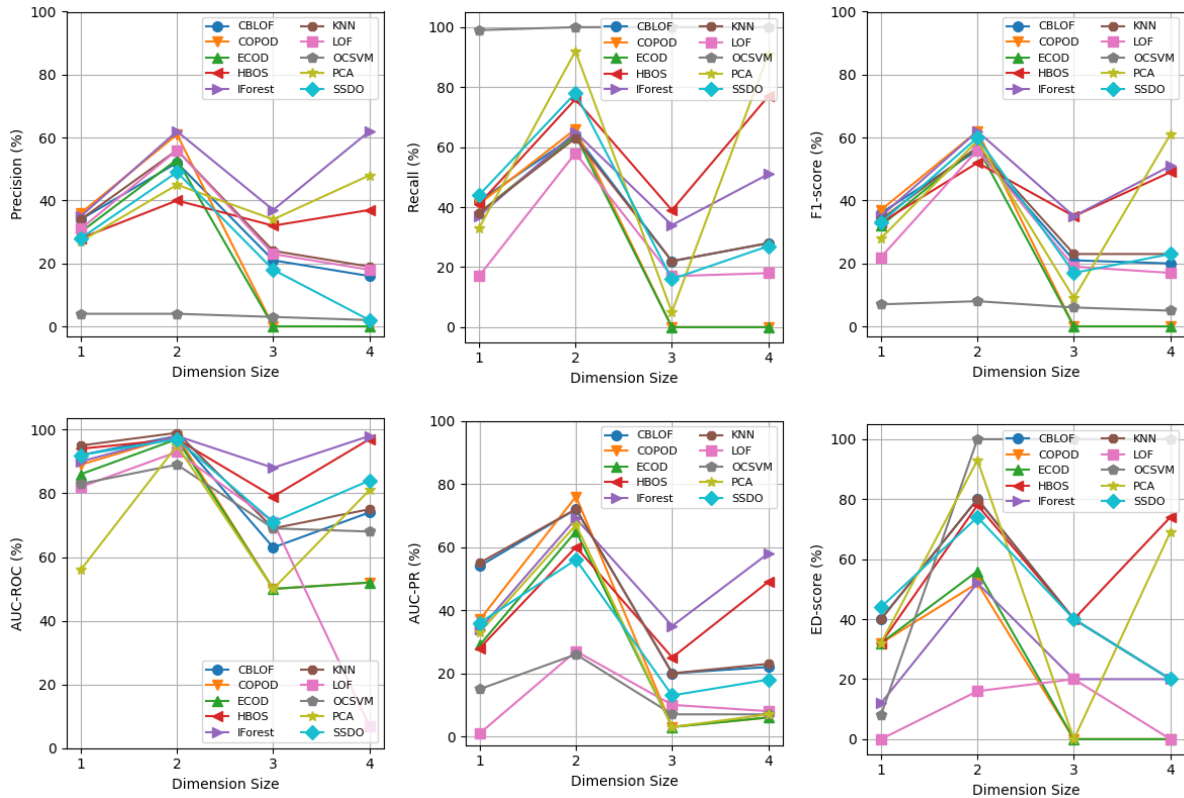 100
80
60
40
20
0
Precision (%)
1 2 3 4
Dimension Size
CBLOF KNN
COPOD LOF
ECOD OCSVM
HBOS PCA
IForest SSDO
100
80
60
40
20
0
Recall (%)
1 2 3 4
Dimension Size
CBLOF KNN
COPOD LOF
ECOD OCSVM
HBOS PCA
IForest SSDO
100
80
60
40
20
0
F1-score (%)
1 2 3 4
Dimension Size
CBLOF KNN
COPOD LOF
ECOD OCSVM
HBOS PCA
IForest SSDO
100
80
60
40
20
0
AUC-ROC (%)
1 2 3 4
Dimension Size
CBLOF KNN
COPOD LOF
ECOD OCSVM
HBOS PCA
IForest SSDO
100
80
60
40
20
0
AUC-PR (%)
1 2 3 4
Dimension Size
CBLOF KNN
COPOD LOF
ECOD OCSVM
HBOS PCA
IForest SSDO
100
80
60
40
20
0
ED-score (%)
1 2 3 4
Dimension Size
CBLOF KNN
COPOD LOF
ECOD OCSVM
HBOS PCA
IForest SSDO